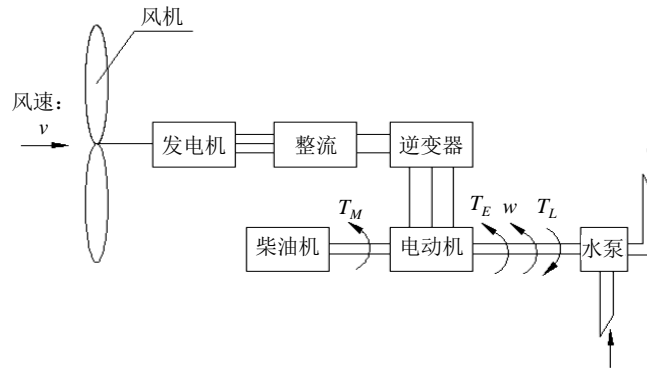 风机
风速：
v
发电机
整流
逆变器
T_M
T_E w T_L
柴油机
电动机
水泵